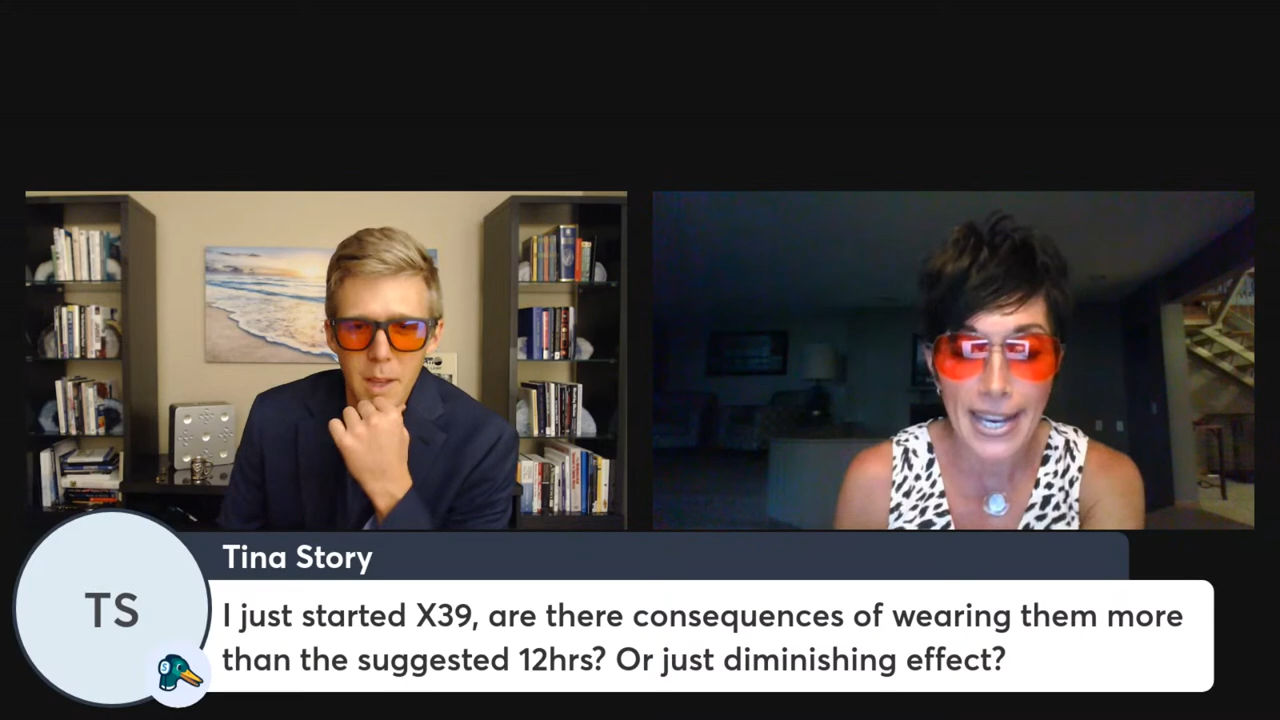 Tina Story
TS
I just started X39, are there consequences of wearing them more
than the suggested 12hrs? Or just diminishing effect?